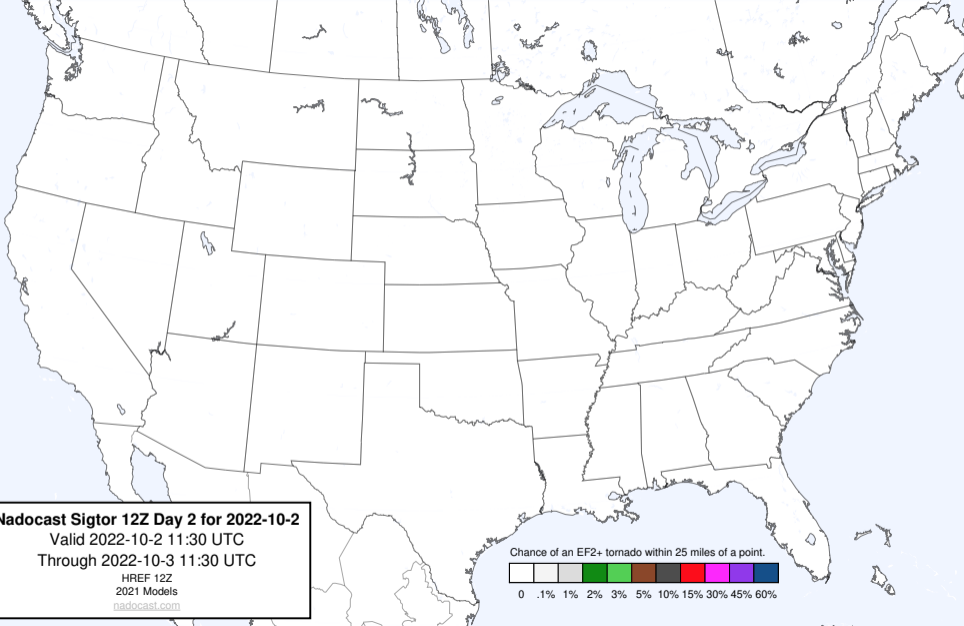 Nadocast Sigtor 12Z Day 2 for 2022-10-2
Valid 2022-10-2 11:30 UTC
Through 2022-10-3 11:30 UTC
HREF 12Z
2021 Models
nadocast.com
Chance of an EF2+ tornado within 25 miles of a point.
0 .1% 1% 2% 3% 5% 10% 15% 30% 45% 60%